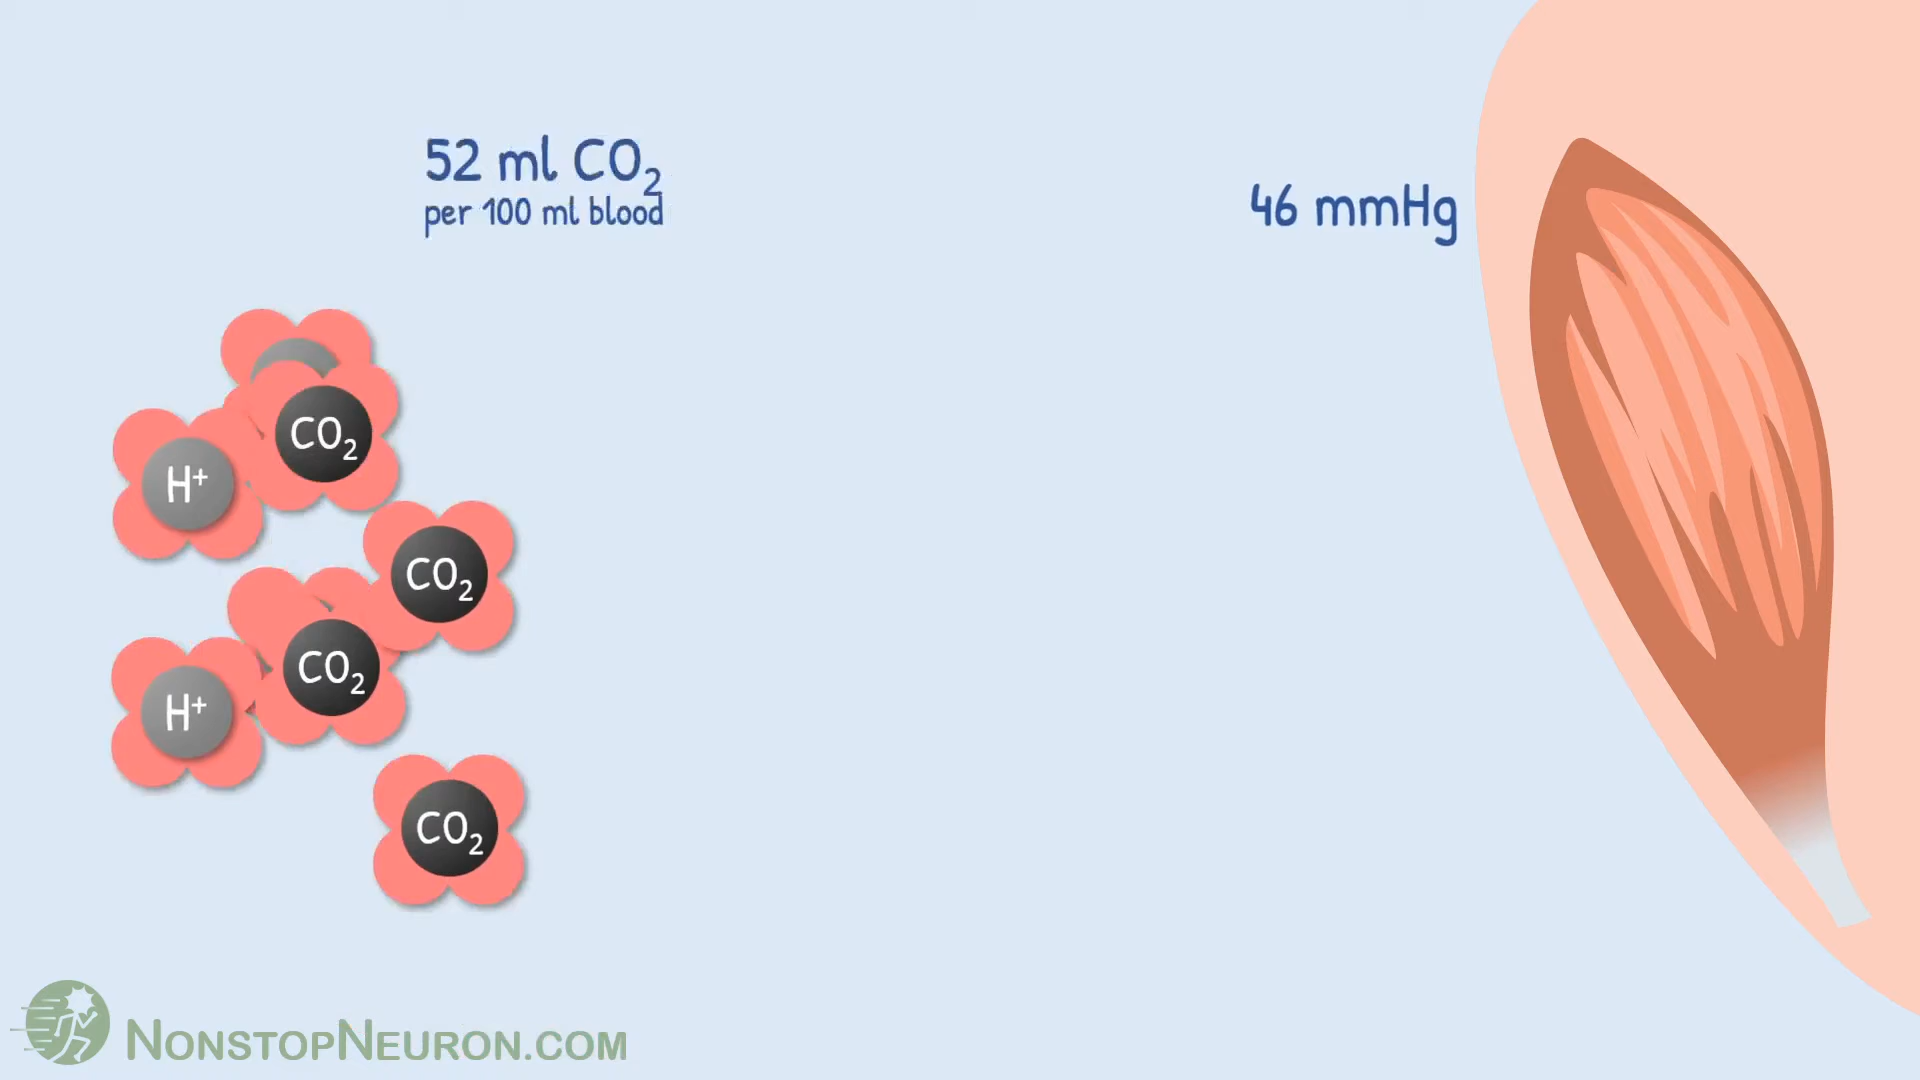 52 ml CO₂
per 100 ml blood
46 mmHg
CO₂
H⁺
CO₂
CO₂
H⁺
CO₂
NONSTOPNEURON.COM